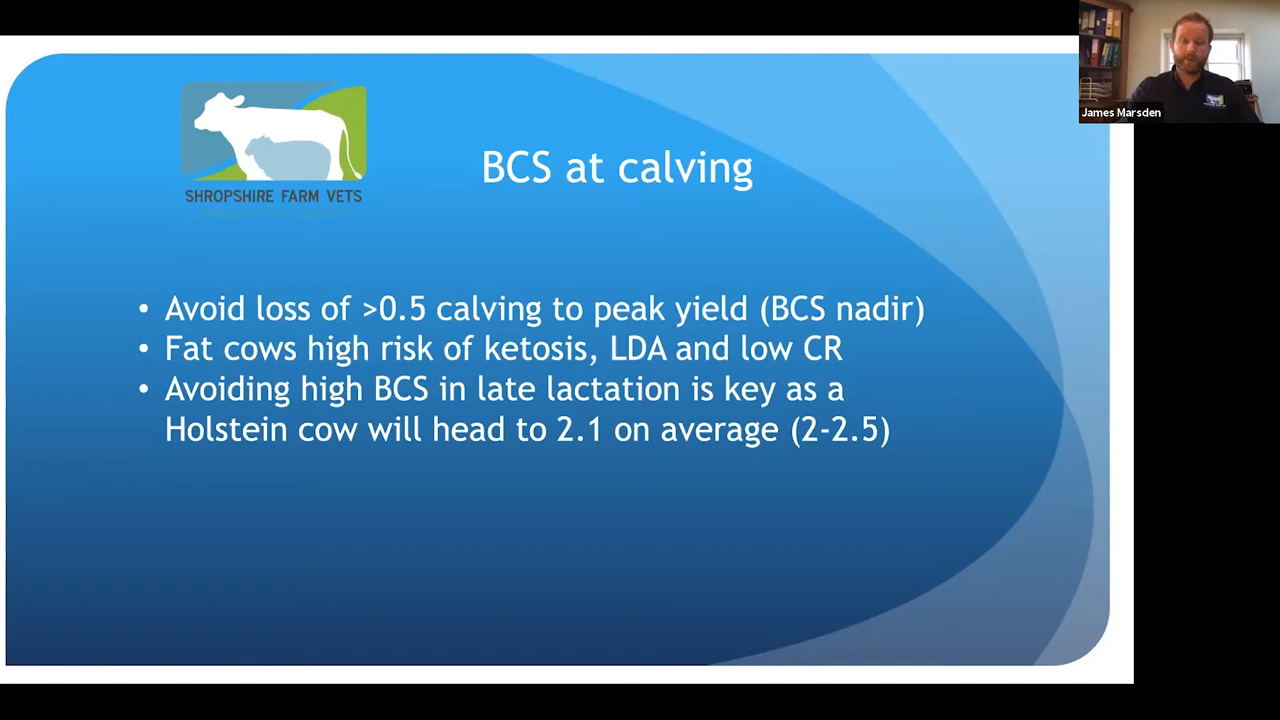 James Marsden
SHROPSHIRE FARM VETS
BCS at calving
• Avoid loss of >0.5 calving to peak yield (BCS nadir)
• Fat cows high risk of ketosis, LDA and low CR
• Avoiding high BCS in late lactation is key as a
Holstein cow will head to 2.1 on average (2-2.5)